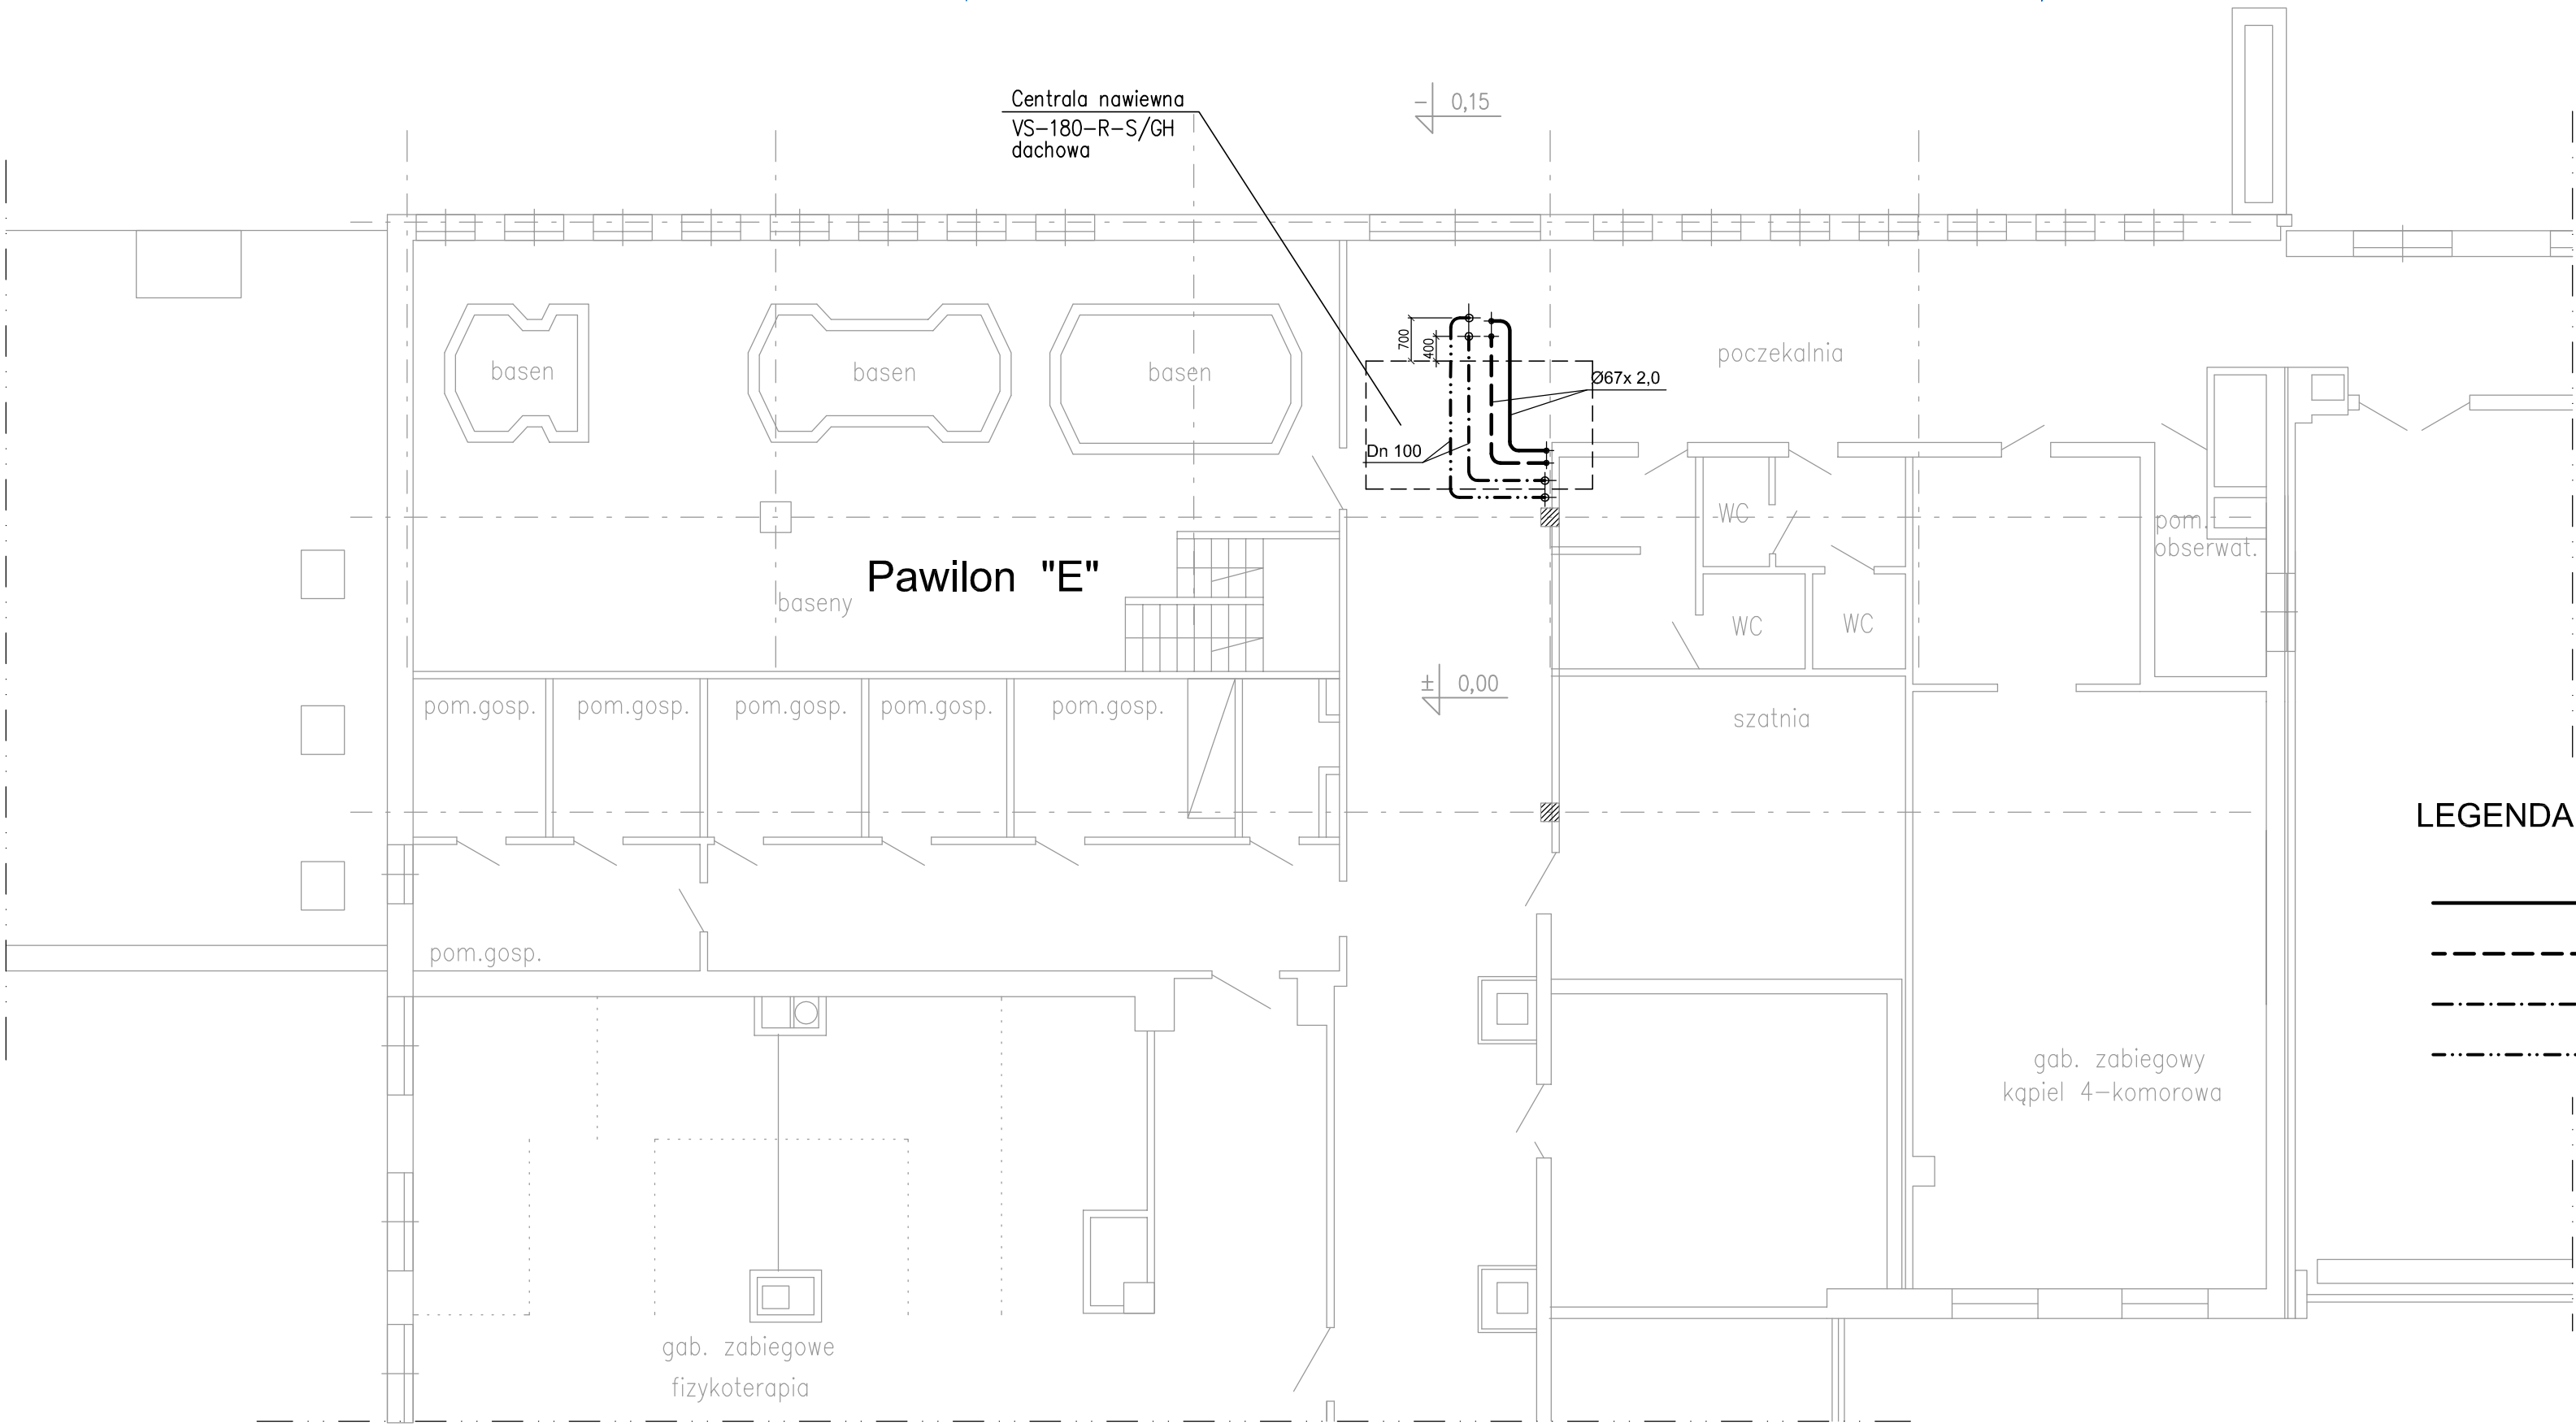 Centrala nawiewna
VS-180-R-S/GH
dachowa
- 0,15
700
400
poczekalnia
Ø67x 2,0
basen
basen
basen
Dn 100
WC
pom.
obserwat.
Pawilon "E"
baseny
WC
WC
± 0,00
pom.gosp.
pom.gosp.
pom.gosp.
pom.gosp.
pom.gosp.
szatnia
LEGENDA
pom.gosp.
gab. zabiegowy
kąpiel 4-komorowa
gab. zabiegowe
fizykoterapia